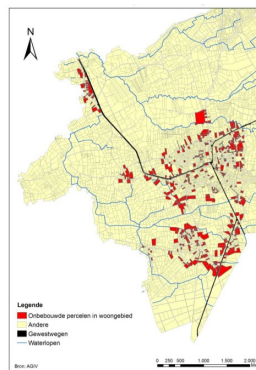 N
Legende
Onbebouwde percelen in woongebied
Andere
Gewestwegen
Waterlopen
Bron: AGIV
0 250 500 1.000 1.500 2.000